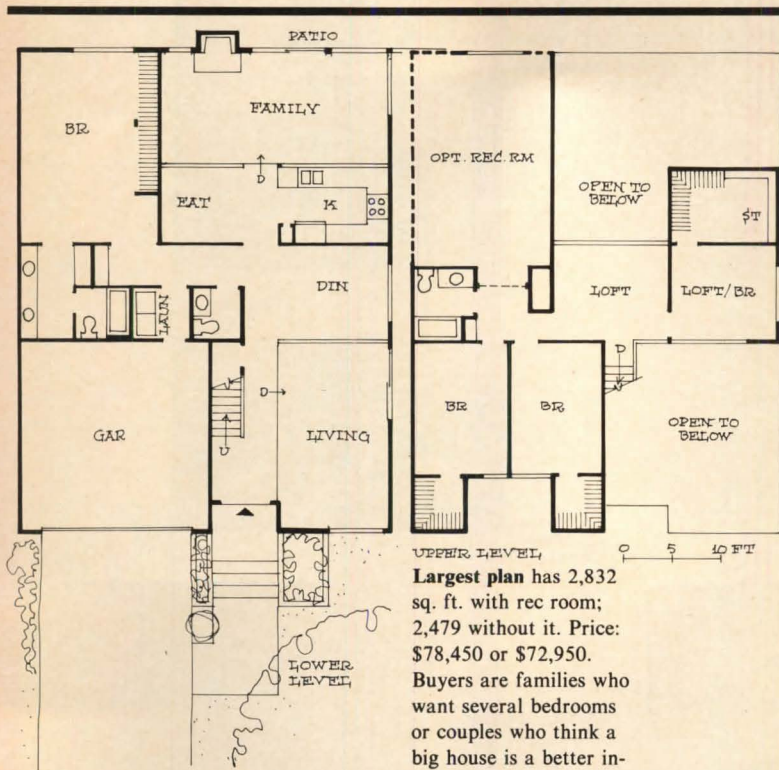 PATIO
BR
FAMILY
D
EAT
K
DIN
LAUN
GAR
D
U
LIVING
LOWER
LEVEL
OPT. REC. RM
OPEN TO
BELOW
ST
LOFT
LOFT/BR
D
BR
BR
OPEN TO
BELOW
UPPER LEVEL
0 5 10 FT
Largest plan has 2,832
sq. ft. with rec room;
2,479 without it. Price:
$78,450 or $72,950.
Buyers are families who
want several bedrooms
or couples who think a
big house is a better in-